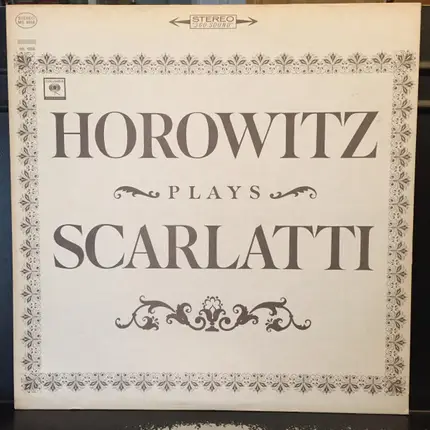 STEREO
"360 SOUND"
HOROWITZ
PLAYS
SCARLATTI